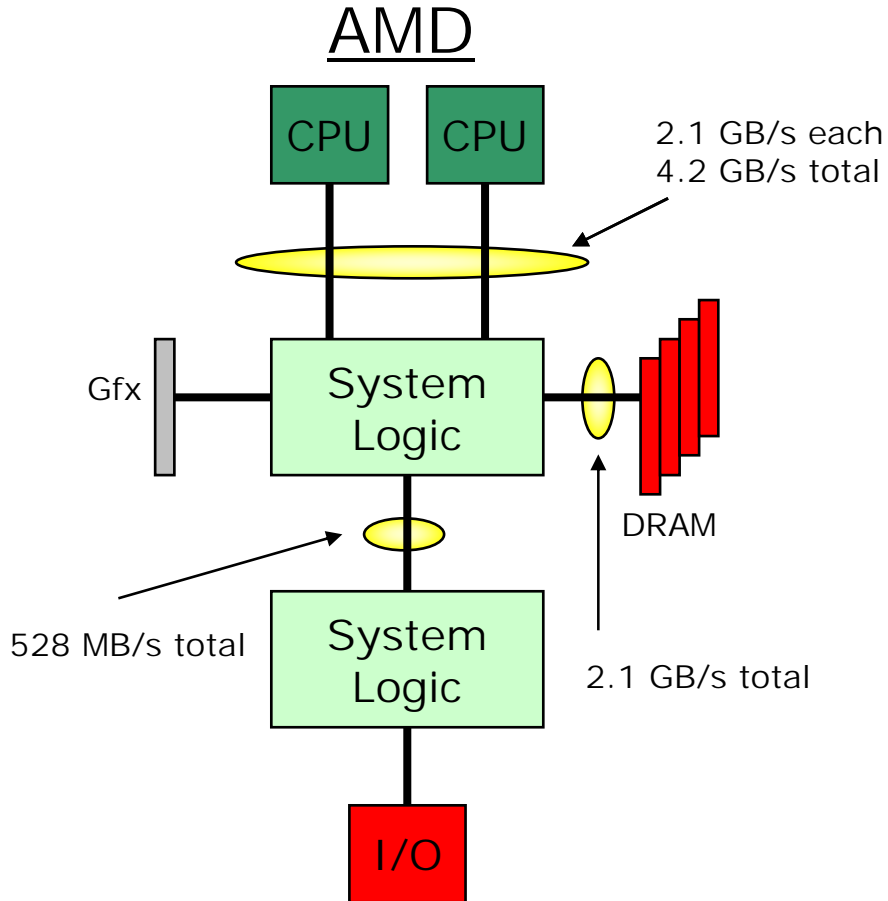 AMD
CPU
CPU
2.1 GB/s each
4.2 GB/s total
Gfx
System
Logic
DRAM
528 MB/s total
System
Logic
2.1 GB/s total
I/O